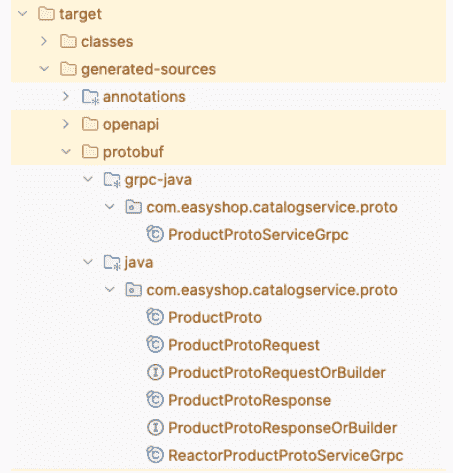 target
classes
generated-sources
annotations
openapi
protobuf
grpc-java
com.easyshop.catalogservice.proto
ProductProtoServiceGrpc
java
com.easyshop.catalogservice.proto
ProductProto
ProductProtoRequest
ProductProtoRequestOrBuilder
ProductProtoResponse
ProductProtoResponseOrBuilder
ReactorProductProtoServiceGrpc